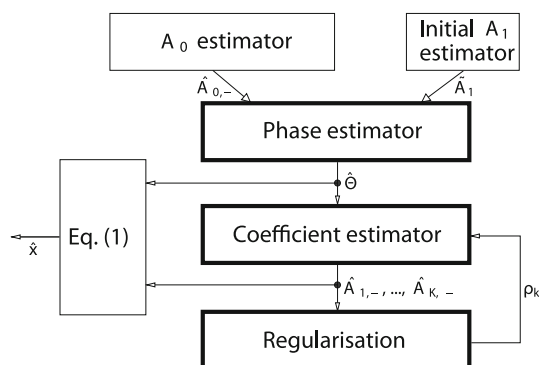 A 0 estimator
Initial A 1
estimator
Â 0,−
Ã 1
Phase estimator
Θ̂
Eq. (1)
x̂
Coefficient estimator
Â 1,− , ..., Â K, −
ρk
Regularisation